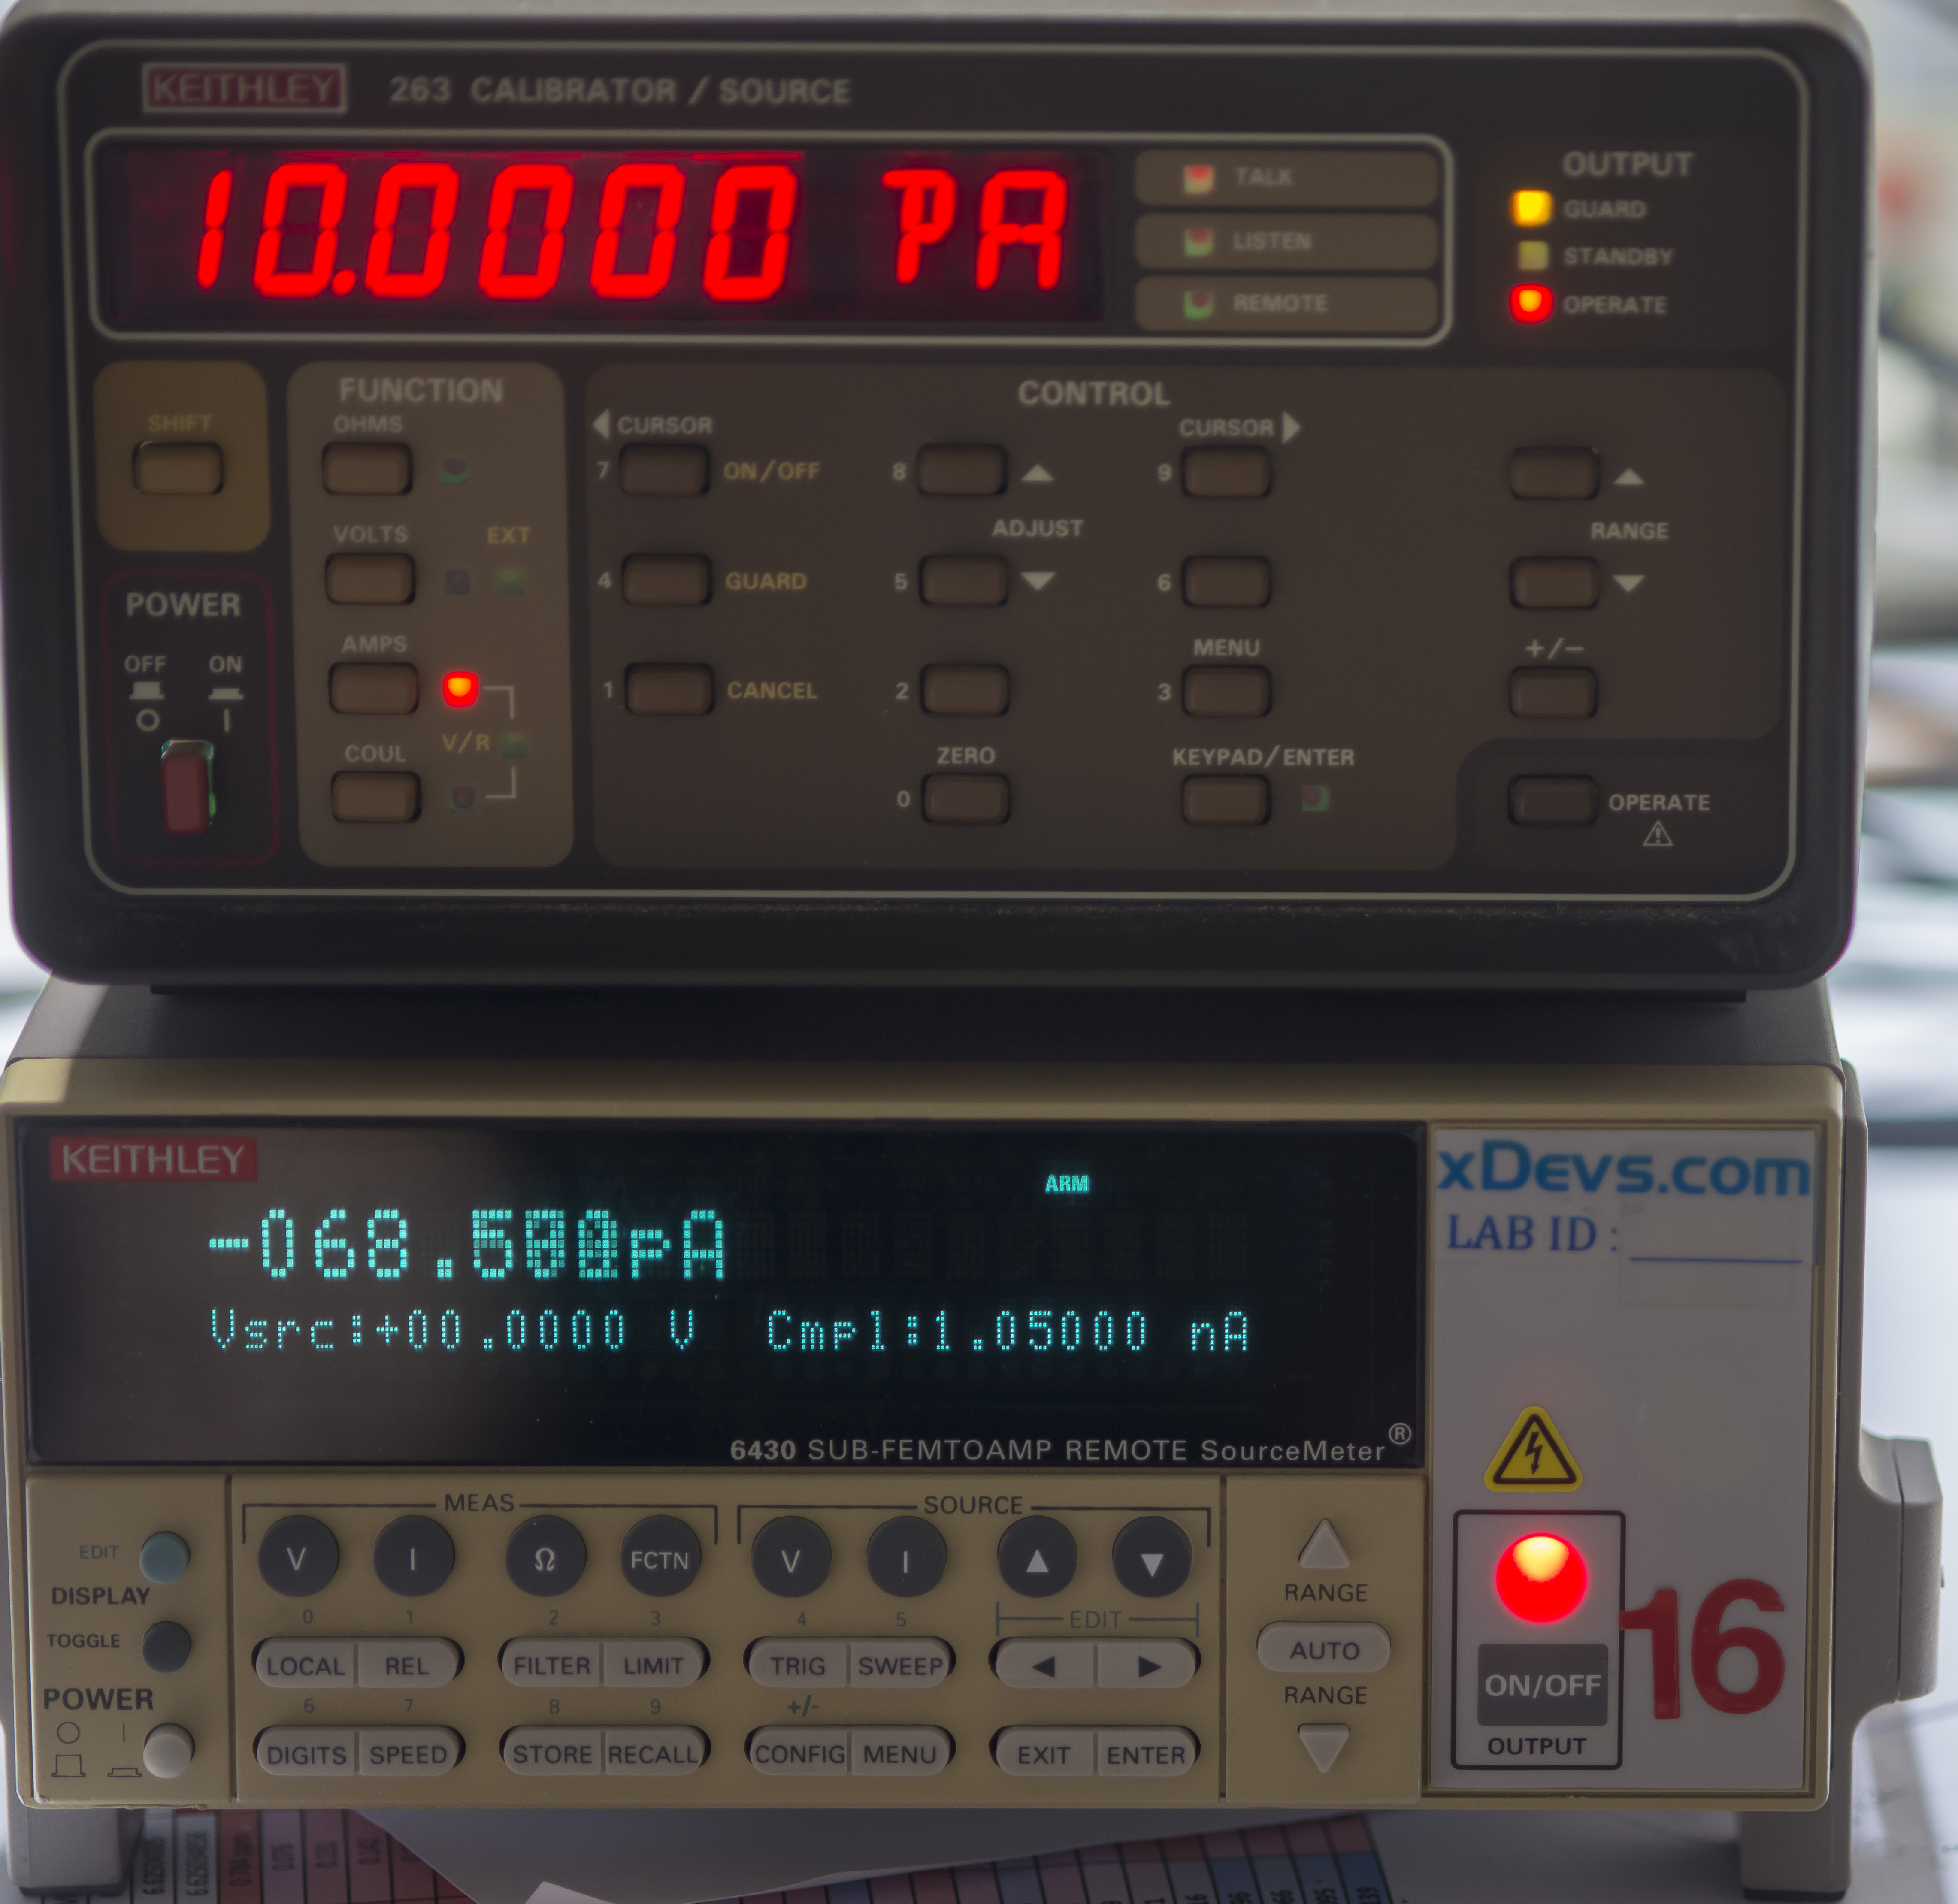 KEITHLEY 263 CALIBRATOR / SOURCE
10.0000 PA
TALK
LISTEN
REMOTE
OUTPUT
GUARD
STANDBY
OPERATE
SHIFT
FUNCTION
OHMS
VOLTS EXT
AMPS
V/R
COUL
POWER
OFF ON
CONTROL
CURSOR
CURSOR
7 ON/OFF 8 9
ADJUST
RANGE
4 GUARD 5 6
MENU
+/−
1 CANCEL 2 3
ZERO
KEYPAD/ENTER
0
OPERATE
KEITHLEY
ARM
pA
Vsrc:+00.0000 V Cmpl:1.05000 nA
6430 SUB-FEMTOAMP REMOTE SourceMeter®
xDevs.com
LAB ID :
MEAS
SOURCE
EDIT
DISPLAY
TOGGLE
POWER
V I Ω FCTN V I
0 1 2 3 4 5 EDIT
LOCAL REL FILTER LIMIT TRIG SWEEP
6 7 8 9 +/-
DIGITS SPEED STORE RECALL CONFIG MENU EXIT ENTER
RANGE
AUTO
RANGE
ON/OFF
OUTPUT
16